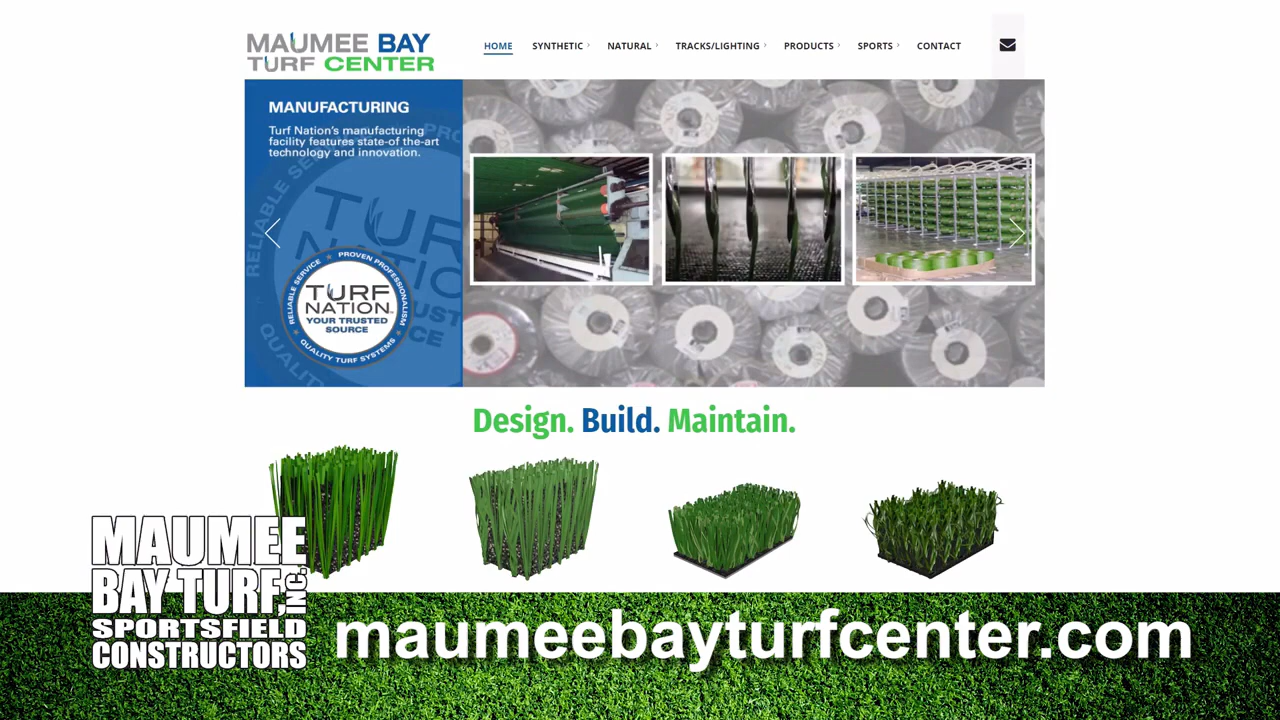 MAUMEE BAY
TURF CENTER
HOME SYNTHETIC NATURAL TRACKS/LIGHTING PRODUCTS SPORTS CONTACT
MANUFACTURING
Turf Nation's manufacturing
facility features state-of the-art
technology and innovation.
RELIABLE SERVICE ★ PROVEN PROFESSIONALISM ★ QUALITY TURF SYSTEMS ★
TURF
NATION
YOUR TRUSTED
SOURCE
Design. Build. Maintain.
MAUMEE
BAY TURF, INC.
SPORTSFIELD
CONSTRUCTORS
maumeebayturfcenter.com